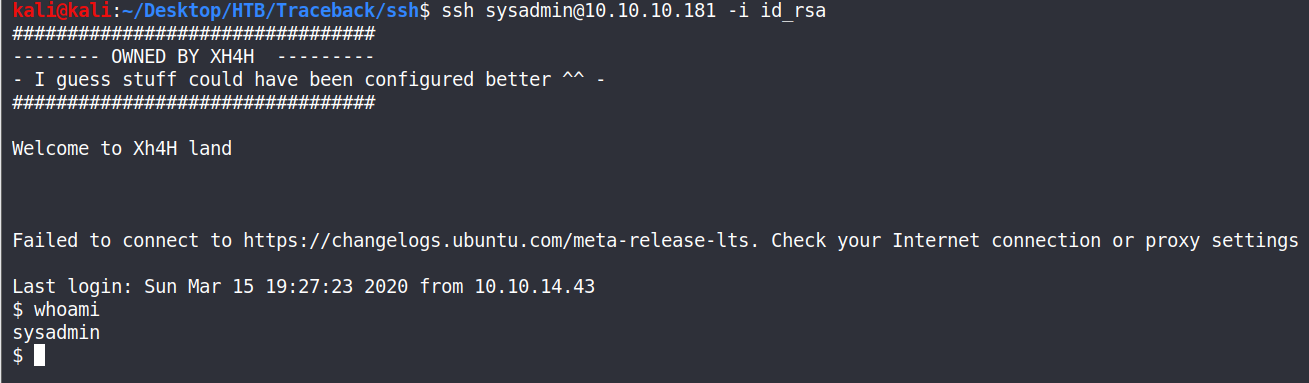 kali@kali:~/Desktop/HTB/Traceback/ssh$ ssh sysadmin@10.10.10.181 -i id_rsa
#################################
-------- OWNED BY XH4H  ---------
- I guess stuff could have been configured better ^^ -
#################################
Welcome to Xh4H land
Failed to connect to https://changelogs.ubuntu.com/meta-release-lts. Check your Internet connection or proxy settings
Last login: Sun Mar 15 19:27:23 2020 from 10.10.14.43
$ whoami
sysadmin
$